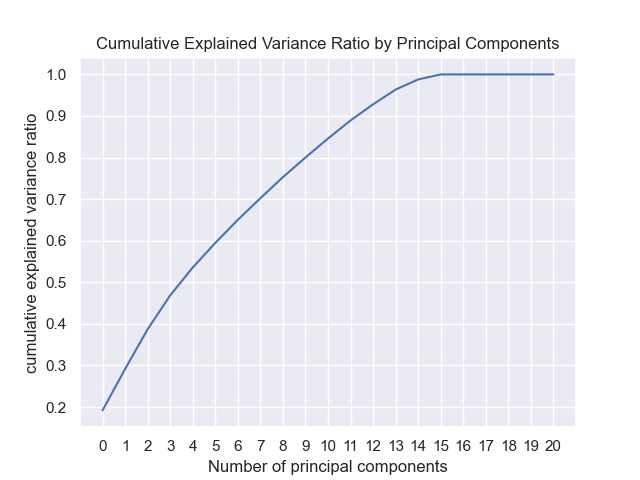 Cumulative Explained Variance Ratio by Principal Components
cumulative explained variance ratio
1.0
0.9
0.8
0.7
0.6
0.5
0.4
0.3
0.2
0 1 2 3 4 5 6 7 8 9 10 11 12 13 14 15 16 17 18 19 20
Number of principal components